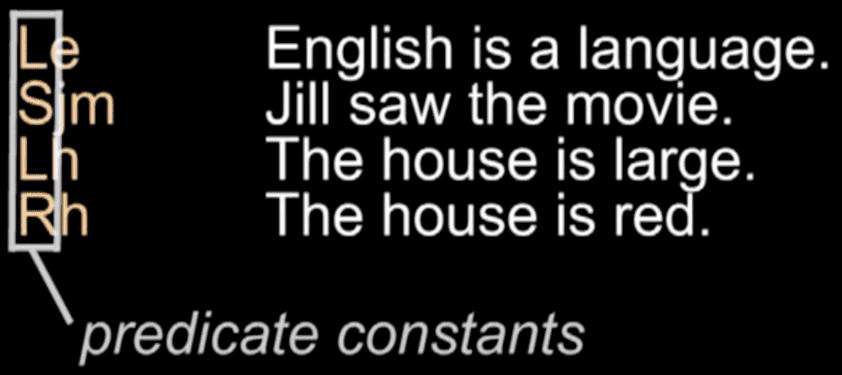 Le English is a language.
Sjm Jill saw the movie.
Lh The house is large.
Rh The house is red.
predicate constants